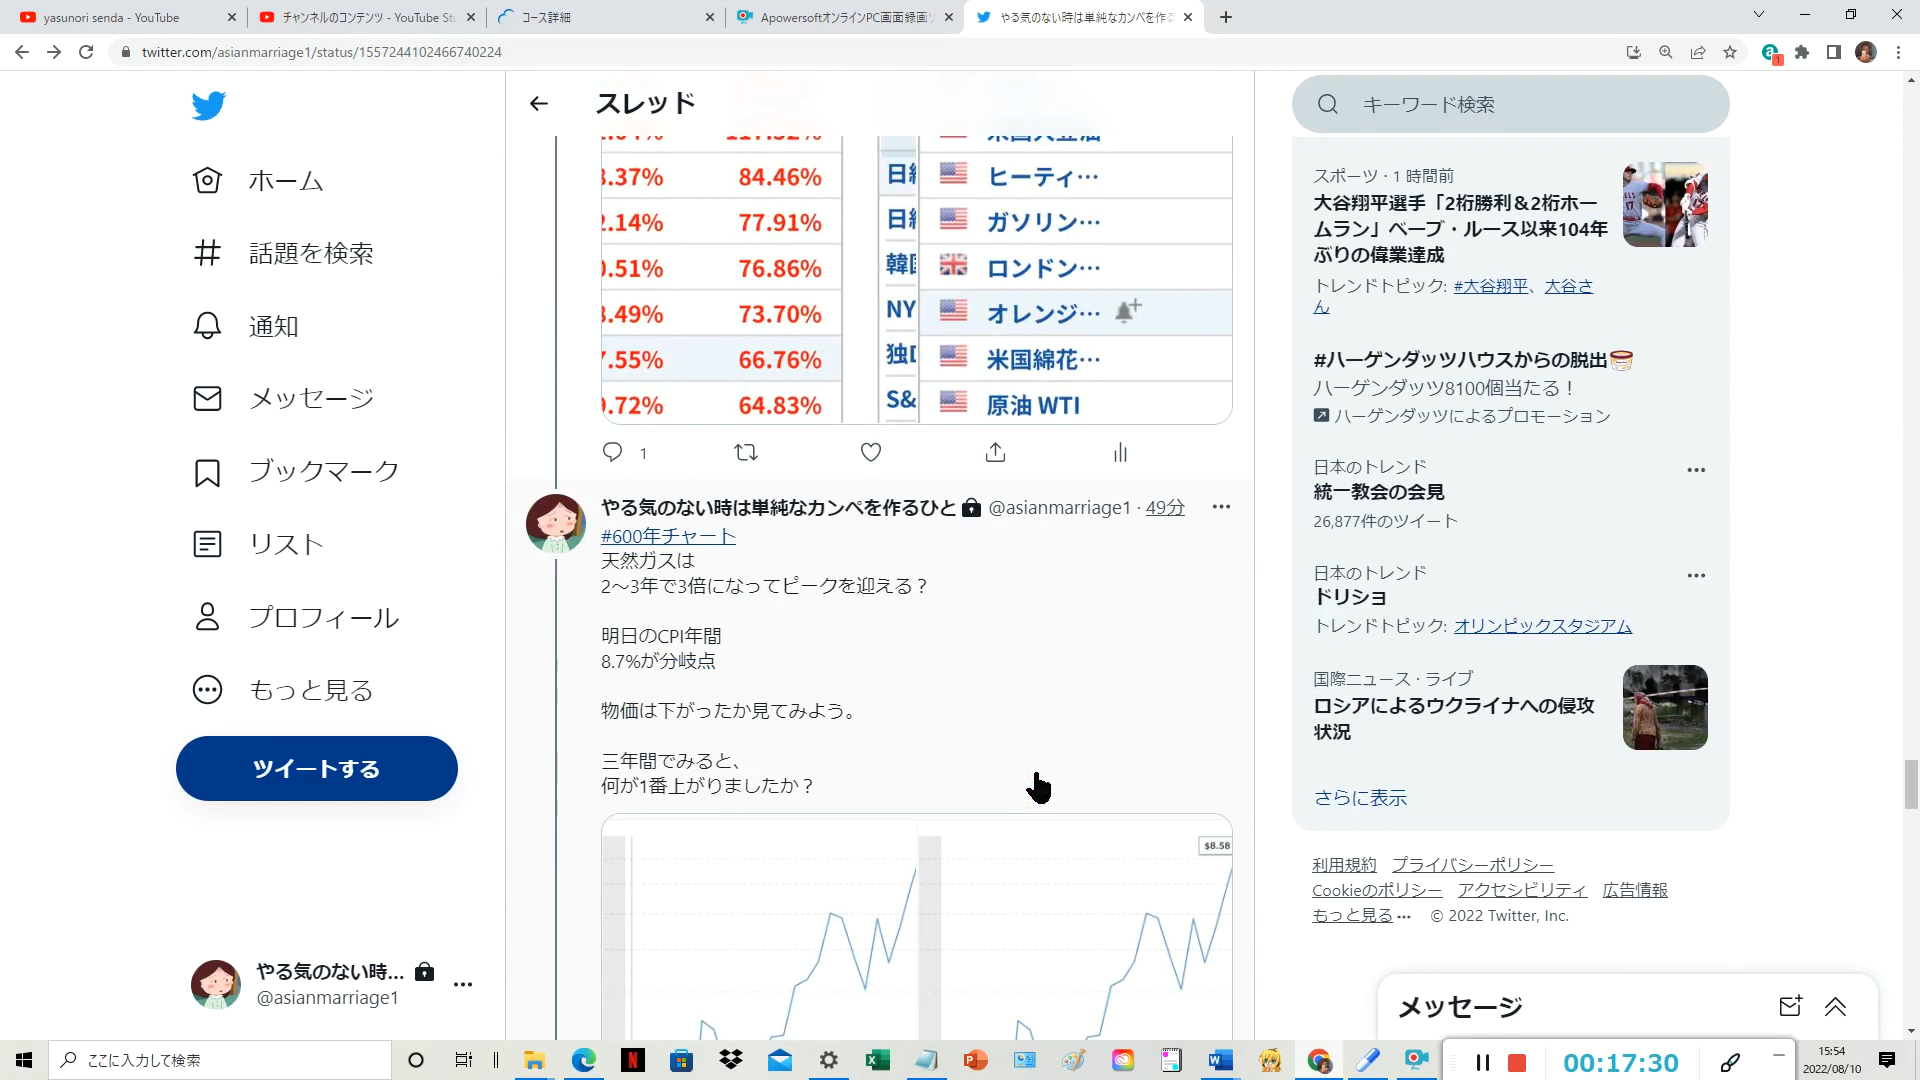 yasunori senda - YouTube
チャンネルのコンテンツ - YouTube St
コース詳細
ApowersoftオンラインPC画面録画
やる気のない時は単純なカンペを作る
twitter.com/asianmarriage1/status/1557244102466740224
ホーム
話題を検索
通知
メッセージ
ブックマーク
リスト
プロフィール
もっと見る
ツイートする
やる気のない時...
@asianmarriage1
スレッド
.37% 84.46% 日経 ヒーティ…
.14% 77.91% 日経 ガソリン…
.51% 76.86% 韓国 ロンドン…
.49% 73.70% NY オレンジ…
.55% 66.76% 独D 米国綿花…
.72% 64.83% S& 原油 WTI
1
やる気のない時は単純なカンペを作るひと @asianmarriage1 · 49分
#600年チャート
天然ガスは
2〜3年で3倍になってピークを迎える？
明日のCPI年間
8.7%が分岐点
物価は下がったか見てみよう。
三年間でみると、
何が1番上がりましたか？
$8.58
キーワード検索
スポーツ · 1 時間前
大谷翔平選手「2桁勝利＆2桁ホー
ムラン」ベーブ・ルース以来104年
ぶりの偉業達成
トレンドトピック: #大谷翔平、大谷さ
ん
#ハーゲンダッツハウスからの脱出
ハーゲンダッツ8100個当たる！
ハーゲンダッツによるプロモーション
日本のトレンド
統一教会の会見
26,877件のツイート
日本のトレンド
ドリショ
トレンドトピック: オリンピックスタジアム
国際ニュース · ライブ
ロシアによるウクライナへの侵攻
状況
さらに表示
利用規約 プライバシーポリシー
Cookieのポリシー アクセシビリティ 広告情報
もっと見る ··· © 2022 Twitter, Inc.
メッセージ
ここに入力して検索
00:17:30
15:54
2022/08/10